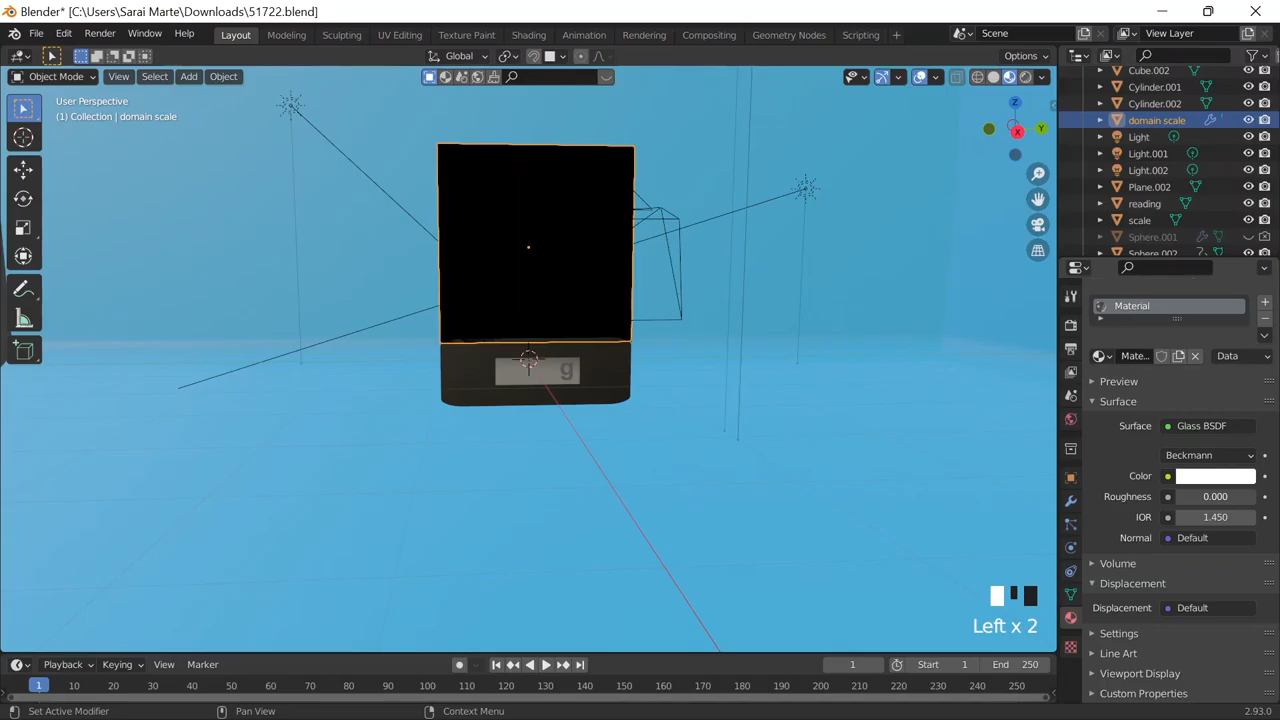 Blender* [C:\Users\Sarai Marte\Downloads\51722.blend]
File Edit Render Window Help
Layout Modeling Sculpting UV Editing Texture Paint Shading Animation Rendering Compositing Geometry Nodes Scripting
Scene
View Layer
Global
Options
Object Mode
View Select Add Object
User Perspective
(1) Collection | domain scale
Z
X
Y
g
Left x 2
Cube.002
Cylinder.001
Cylinder.002
domain scale
Light
Light.001
Light.002
Plane.002
reading
scale
Sphere.001
Sphere.002
Material
Mate...
Data
Preview
Surface
Surface
Glass BSDF
Beckmann
Color
Roughness
0.000
IOR
1.450
Normal
Default
Volume
Displacement
Displacement
Default
Settings
Line Art
Viewport Display
Custom Properties
Playback Keying View Marker
1
Start 1
End 250
1 10 20 30 40 50 60 70 80 90 100 110 120 130 140 150 160 170 180 190 200 210 220 230 240 250
Set Active Modifier
Pan View
Context Menu
2.93.0